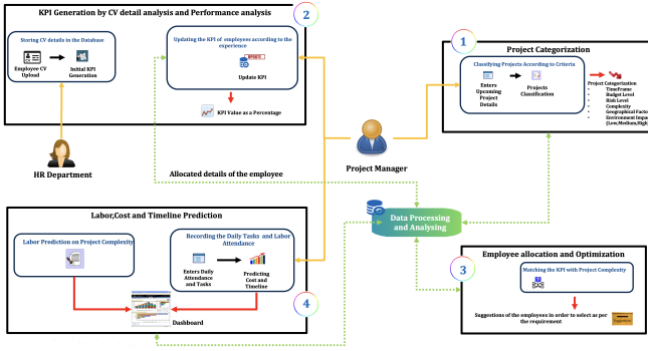 KPI Generation by CV detail analysis and Performance analysis
2
Storing CV details in the Database
Employee CV
Upload
Initial KPI
Generation
Updating the KPI of employees according to the
experience
UPDATE
Update KPI
KPI Value as a Percentage
HR Department
Allocated details of the employee
Project Manager
1
Project Categorization
Classifying Projects According to Criteria
Enters
Upcoming
Project
Details
Projects
Classification
Project Categorization
Timeframe
Budget Level
Risk Level
Complexity
Geographical Facto
Environment Impac
(Low,Medium,High
Data Processing
and Analysing
Labor,Cost and Timeline Prediction
Labor Prediction on Project Complexity
Recording the Daily Tasks and Labor
Attendance
Enters Daily
Attendance
and Tasks
Predicting
Cost and
Timeline
4
Dashboard
Employee allocation and Optimization
3
Matching the KPI with Project Complexity
Suggestions of the employees in order to select as per
the requirement